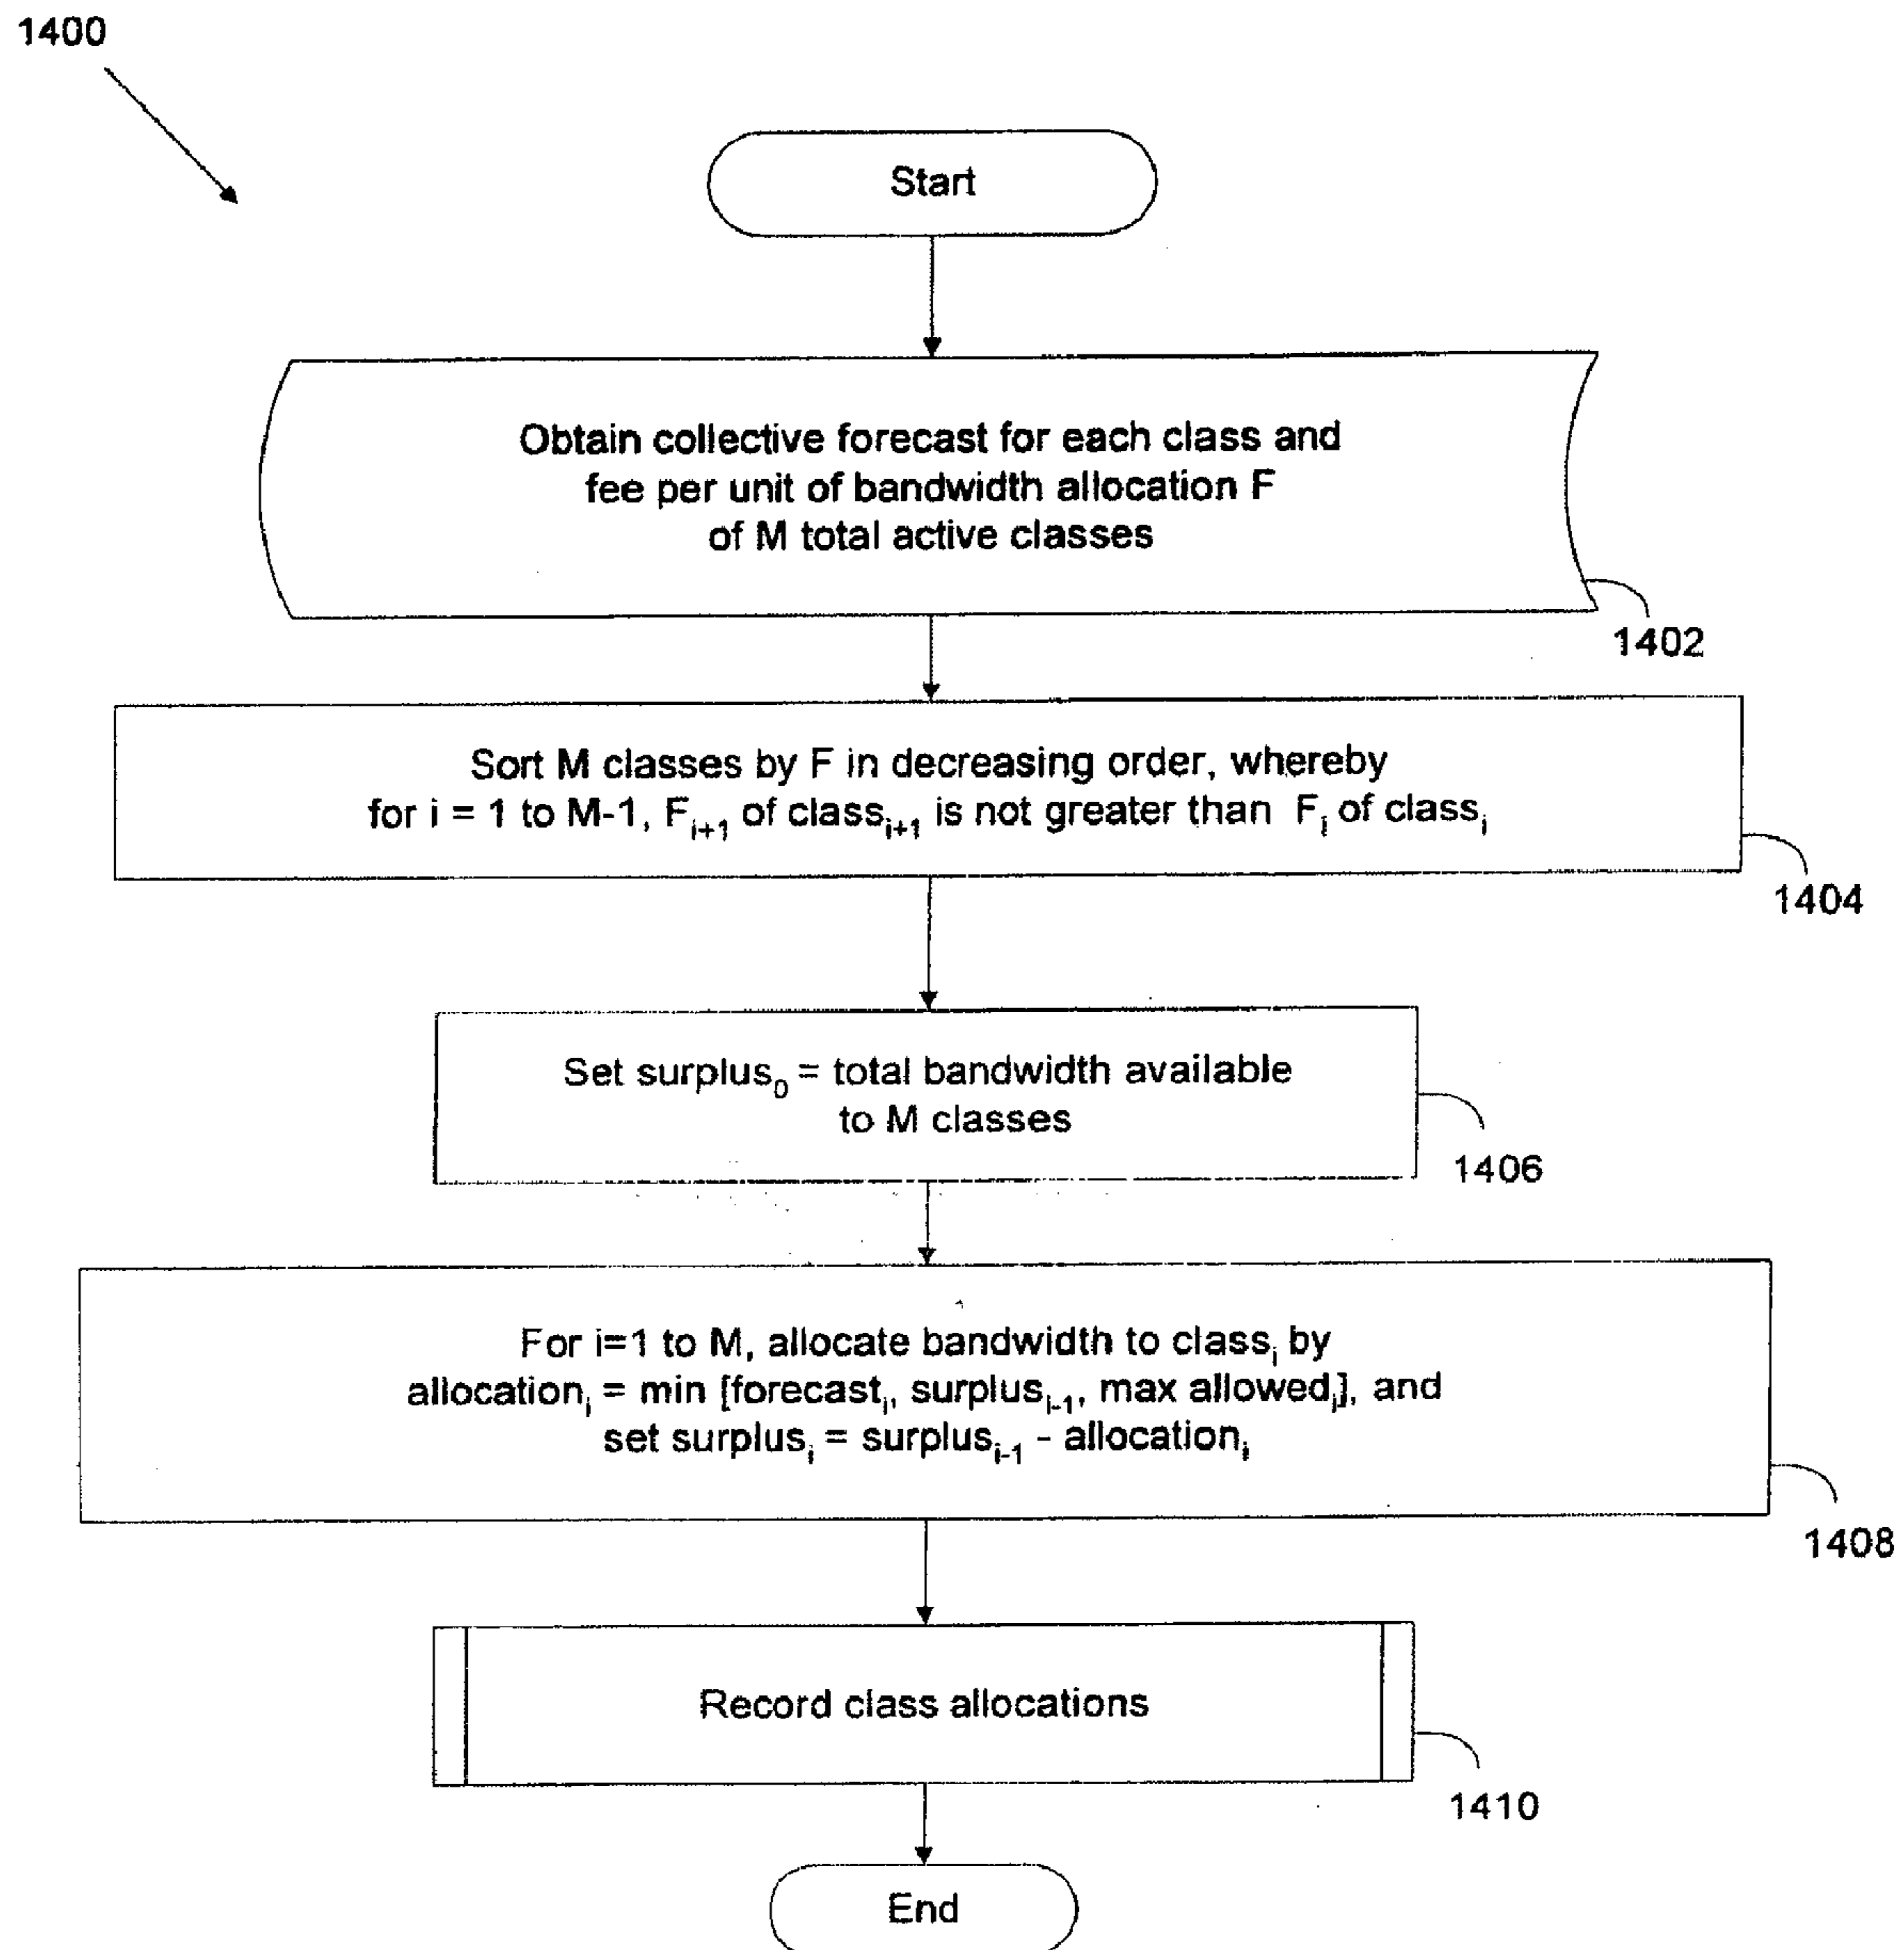 1400
Start
Obtain collective forecast for each class and
fee per unit of bandwidth allocation F
of M total active classes
1402
Sort M classes by F in decreasing order, whereby
for i = 1 to M-1, Fᵢ₊₁ of classᵢ₊₁ is not greater than Fᵢ of classᵢ
1404
Set surplus₀ = total bandwidth available
to M classes
1406
For i=1 to M, allocate bandwidth to classᵢ by
allocationᵢ = min [forecastᵢ, surplusᵢ₋₁, max allowedᵢ], and
set surplusᵢ = surplusᵢ₋₁ - allocationᵢ
1408
Record class allocations
1410
End